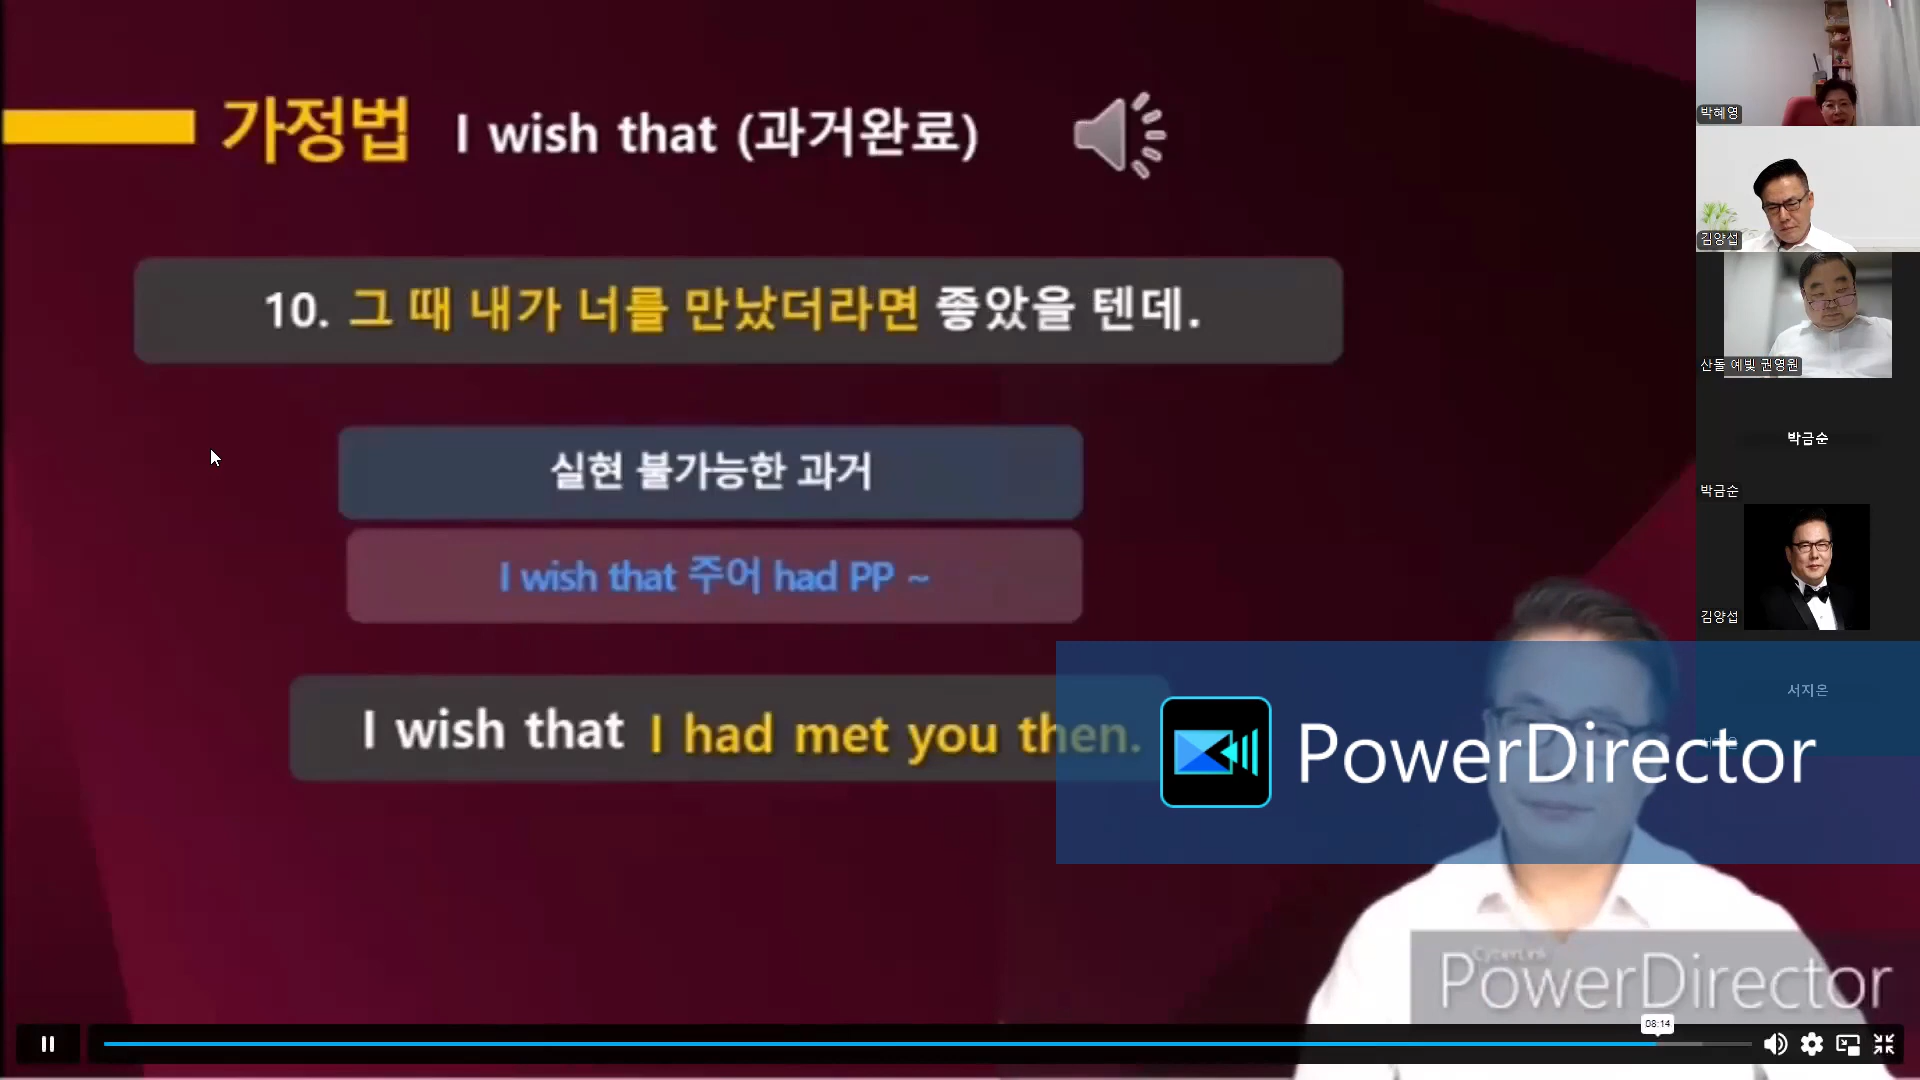 가정법 I wish that (과거완료)
10. 그 때 내가 너를 만났더라면 좋았을 텐데.
실현 불가능한 과거
I wish that 주어 had PP ~
I wish that I had met you then.
PowerDirector
CyberLink
PowerDirector
08:14
박혜영
김양섭
산돌 예빛 권영원
박금순
박금순
김양섭
서지온